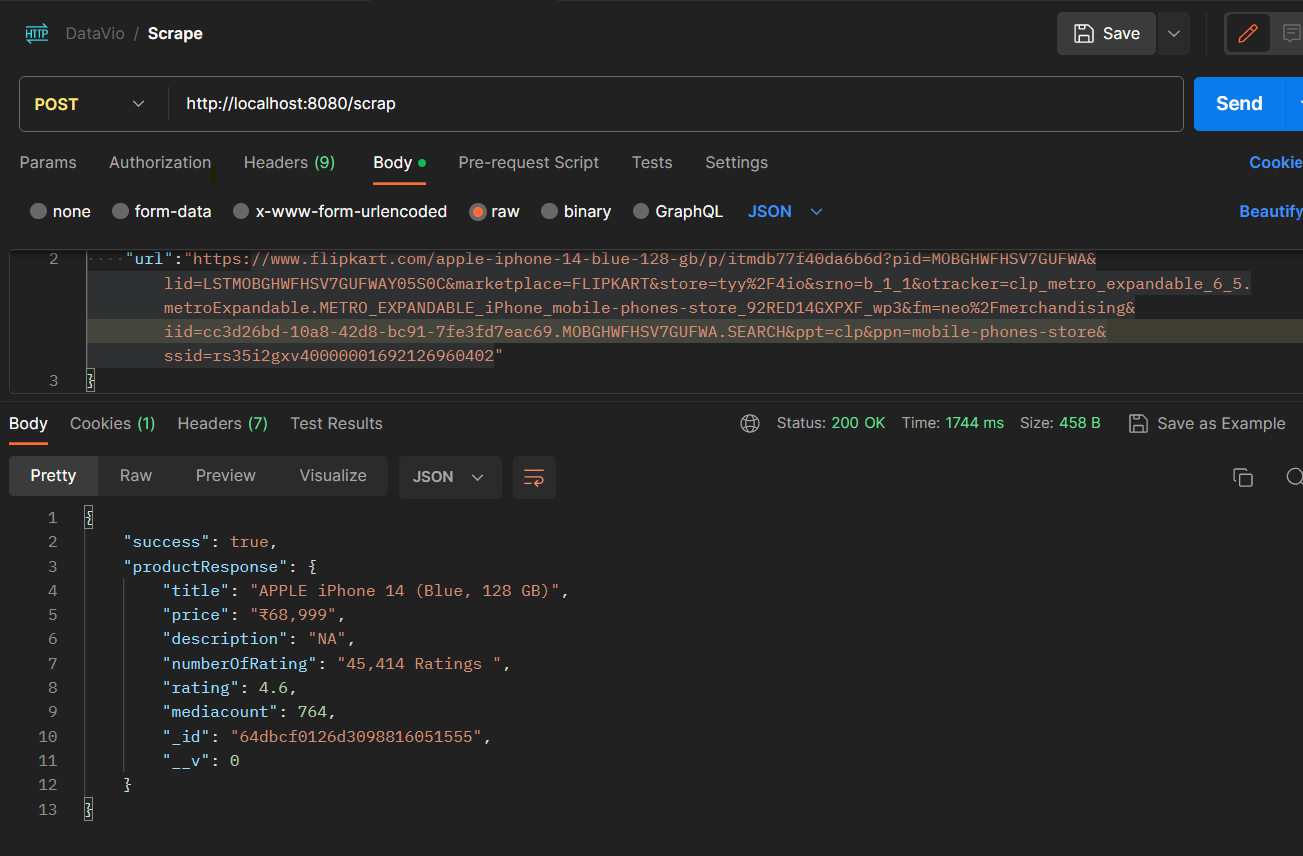 HTTP DataVio / Scrape Save
POST http://localhost:8080/scrap Send
Params Authorization Headers (9) Body Pre-request Script Tests Settings Cookie
none form-data x-www-form-urlencoded raw binary GraphQL JSON Beautify
2 "url":"https://www.flipkart.com/apple-iphone-14-blue-128-gb/p/itmdb77f40da6b6d?pid=MOBGHWFHSV7GUFWA&
lid=LSTMOBGHWFHSV7GUFWAY05S0C&marketplace=FLIPKART&store=tyy%2F4io&srno=b_1_1&otracker=clp_metro_expandable_6_5.
metroExpandable.METRO_EXPANDABLE_iPhone_mobile-phones-store_92RED14GXPXF_wp3&fm=neo%2Fmerchandising&
iid=cc3d26bd-10a8-42d8-bc91-7fe3fd7eac69.MOBGHWFHSV7GUFWA.SEARCH&ppt=clp&ppn=mobile-phones-store&
ssid=rs35i2gxv40000001692126960402"
3 }
Body Cookies (1) Headers (7) Test Results Status: 200 OK Time: 1744 ms Size: 458 B Save as Example
Pretty Raw Preview Visualize JSON
1 {
2 "success": true,
3 "productResponse": {
4 "title": "APPLE iPhone 14 (Blue, 128 GB)",
5 "price": "₹68,999",
6 "description": "NA",
7 "numberOfRating": "45,414 Ratings ",
8 "rating": 4.6,
9 "mediacount": 764,
10 "_id": "64dbcf0126d3098816051555",
11 "__v": 0
12 }
13 }